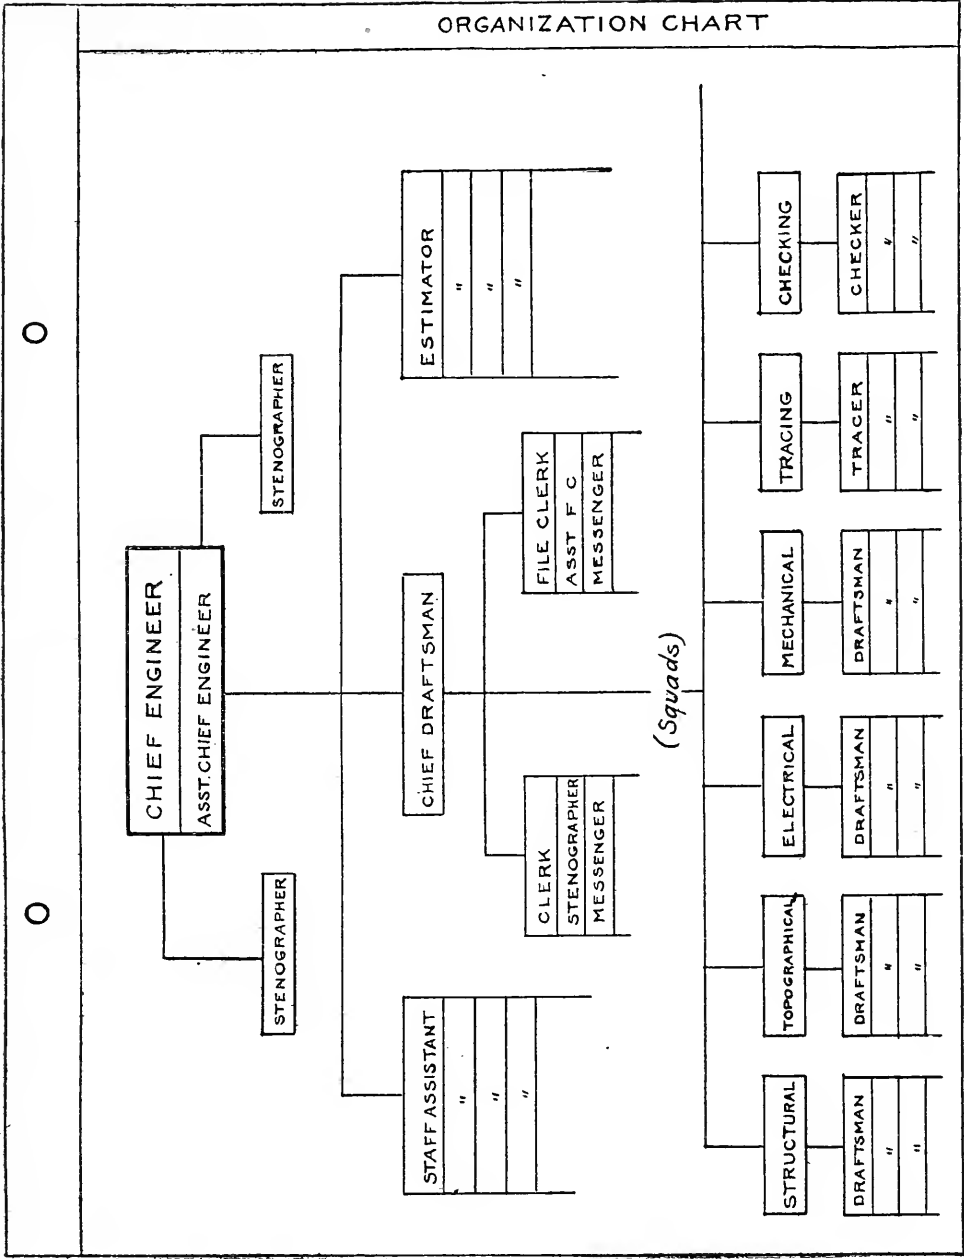 ORGANIZATION CHART
CHIEF ENGINEER
ASST. CHIEF ENGINEER
STENOGRAPHER
STENOGRAPHER
STAFF ASSISTANT
"
"
"
CHIEF DRAFTSMAN
ESTIMATOR
"
"
"
CLERK
STENOGRAPHER
MESSENGER
FILE CLERK
ASST F C
MESSENGER
(Squads)
STRUCTURAL
DRAFTSMAN
"
"
TOPOGRAPHICAL
DRAFTSMAN
"
"
ELECTRICAL
DRAFTSMAN
"
"
MECHANICAL
DRAFTSMAN
"
"
TRACING
TRACER
"
"
CHECKING
CHECKER
"
"